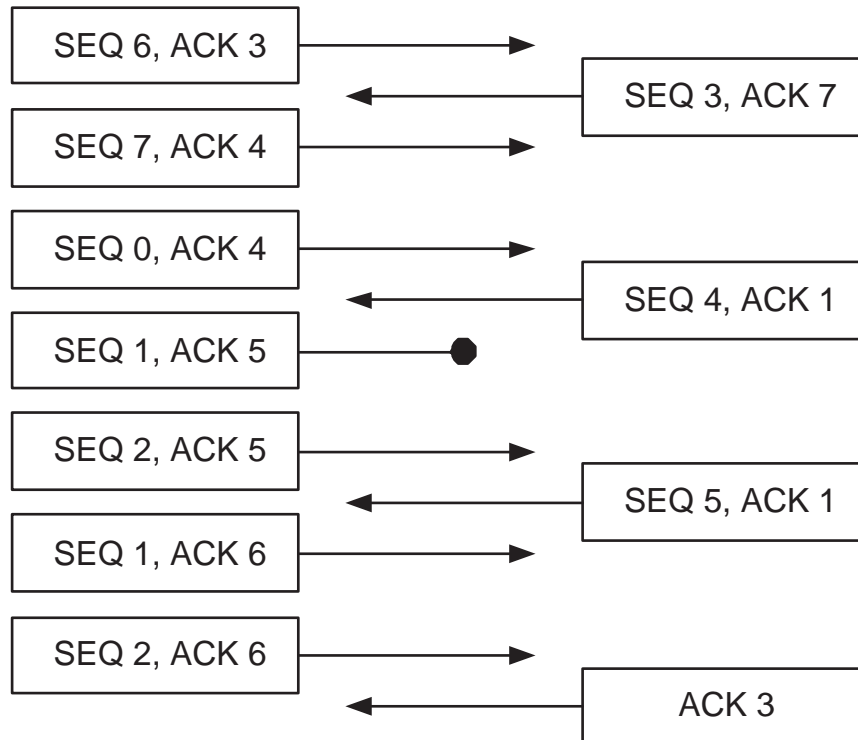 SEQ 6, ACK 3
SEQ 3, ACK 7
SEQ 7, ACK 4
SEQ 0, ACK 4
SEQ 4, ACK 1
SEQ 1, ACK 5
SEQ 2, ACK 5
SEQ 5, ACK 1
SEQ 1, ACK 6
SEQ 2, ACK 6
ACK 3